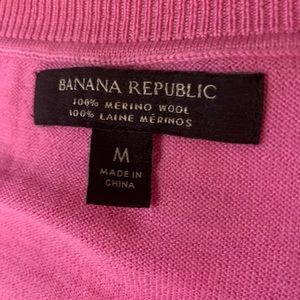 BANANA REPUBLIC
100% MERINO WOOL
100% LAINE MÉRINOS
M
MADE IN
CHINA